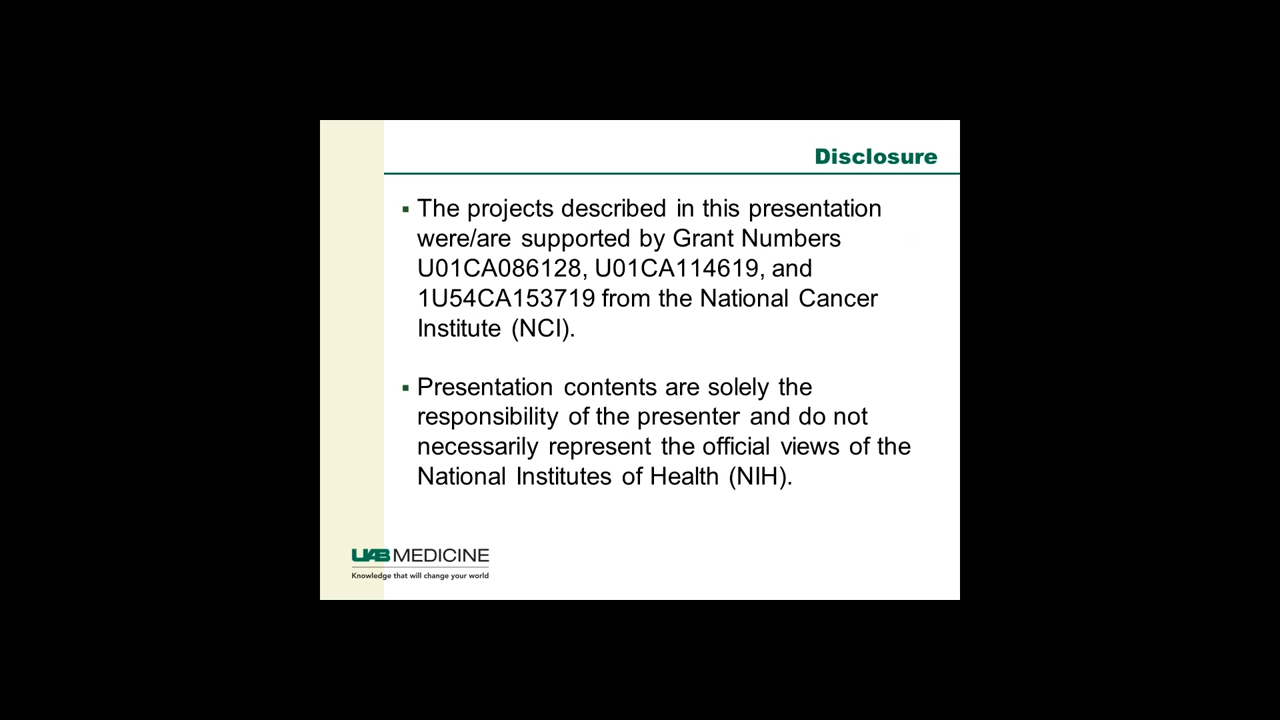 Disclosure
▪ The projects described in this presentation
were/are supported by Grant Numbers
U01CA086128, U01CA114619, and
1U54CA153719 from the National Cancer
Institute (NCI).
▪ Presentation contents are solely the
responsibility of the presenter and do not
necessarily represent the official views of the
National Institutes of Health (NIH).
UAB MEDICINE
Knowledge that will change your world